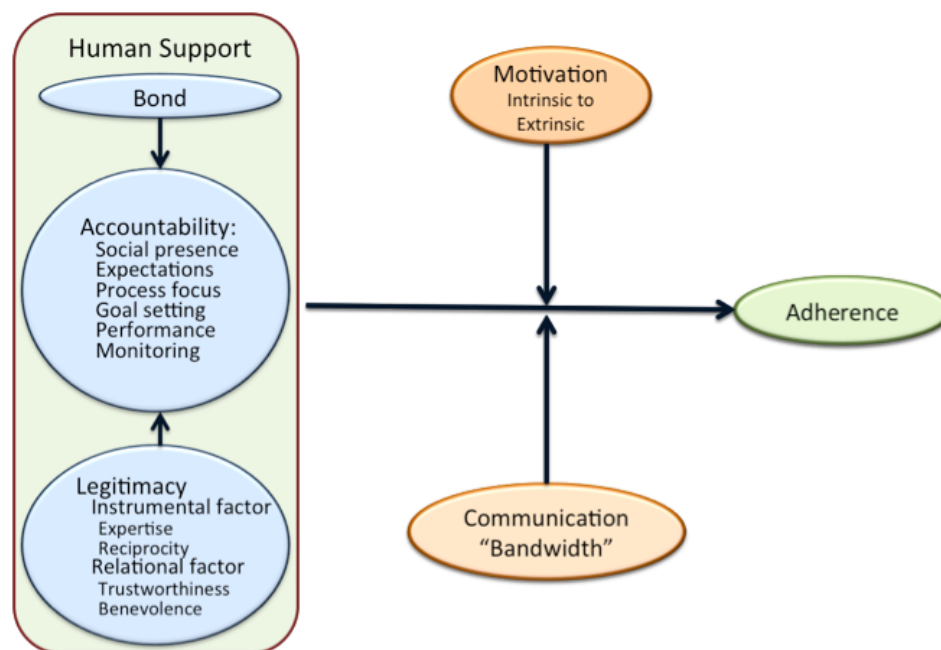 Human Support
Bond
Accountability:
Social presence
Expectations
Process focus
Goal setting
Performance
Monitoring
Legitimacy
Instrumental factor
Expertise
Reciprocity
Relational factor
Trustworthiness
Benevolence
Motivation
Intrinsic to
Extrinsic
Communication
“Bandwidth”
Adherence